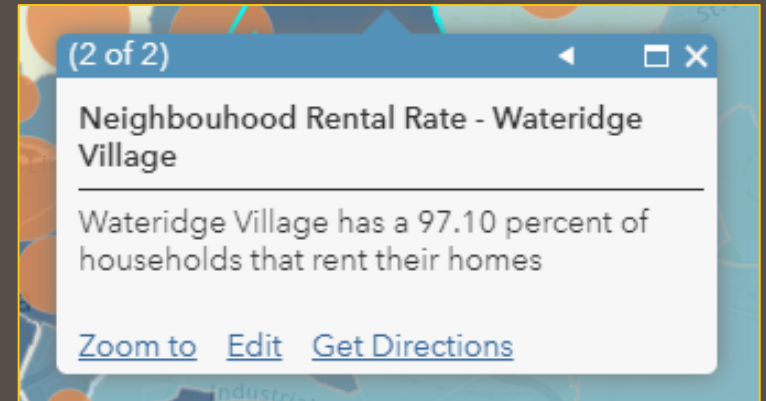 St.
(2 of 2)
Neighbouhood Rental Rate - Wateridge
Village
Wateridge Village has a 97.10 percent of
households that rent their homes
Zoom to Edit Get Directions